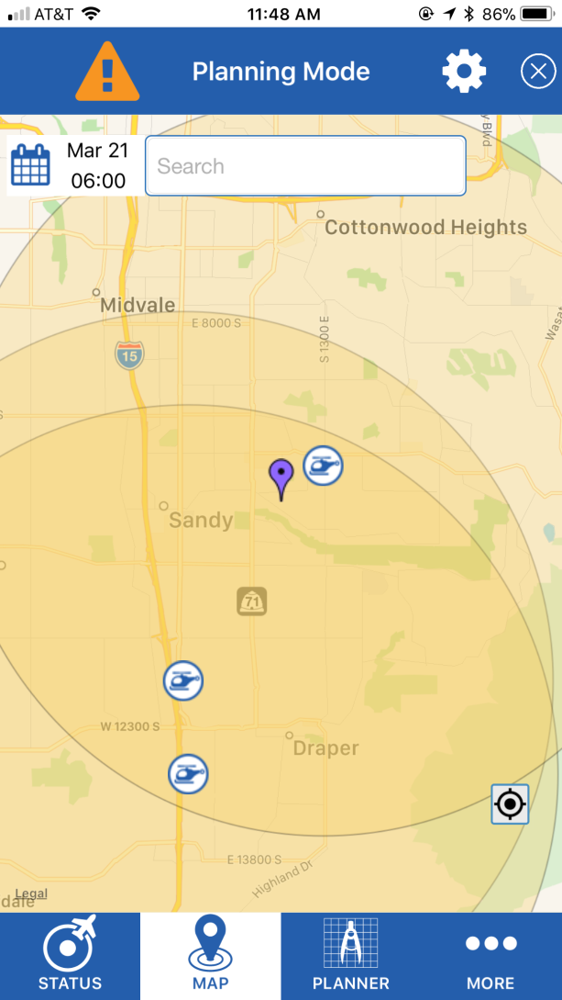 AT&T
11:48 AM
86%
Planning Mode
Mar 21
06:00
Search
y Blvd
Cottonwood Heights
Midvale
E 8000 S
S 1300 E
Wasat
15
Sandy
71
W 12300 S
Draper
E 13800 S
Highland Dr
Legal
dale
STATUS
MAP
PLANNER
MORE